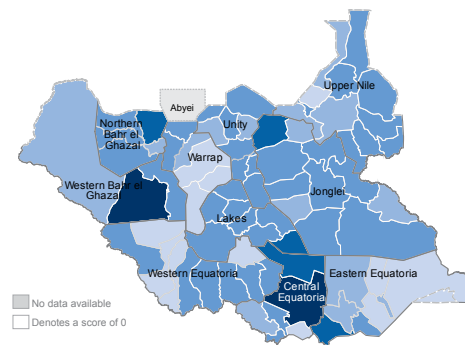 Upper Nile
Abyei
Northern
Bahr el
Ghazal
Unity
Warrap
Western Bahr el
Ghazal
Jonglei
Lakes
Western Equatoria
Central
Equatoria
Eastern Equatoria
No data available
Denotes a score of 0